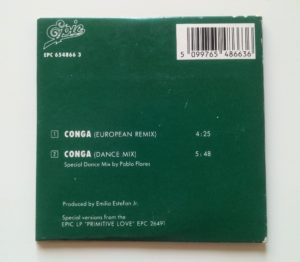 Epic
EPC 654866 3
5 099765 486636
1 CONGA (EUROPEAN REMIX) 4:25
2 CONGA (DANCE MIX) 5:48
Special Dance Mix by Pablo Flores
Produced by Emilio Estefan Jr.
Special versions from the
EPIC LP "PRIMITIVE LOVE" EPC 26491